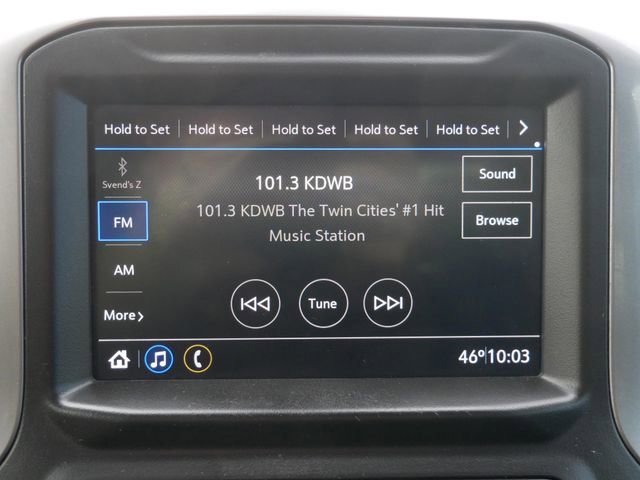 Hold to Set Hold to Set Hold to Set Hold to Set Hold to Set
Svend's Z
101.3 KDWB
Sound
FM
101.3 KDWB The Twin Cities' #1 Hit
Music Station
Browse
AM
Tune
More
46° 10:03